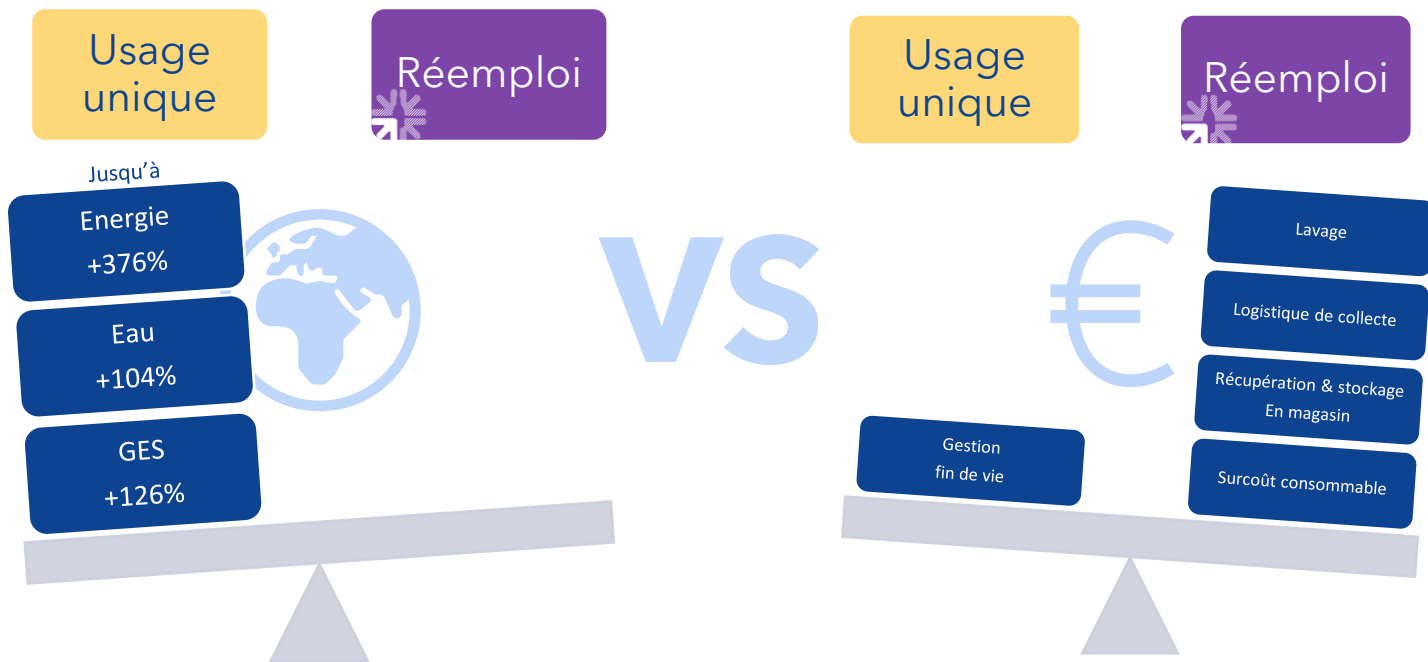 Usage
unique
Réemploi
Jusqu'à
Energie
+376%
Eau
+104%
GES
+126%
VS
Usage
unique
Réemploi
€
Gestion
fin de vie
Lavage
Logistique de collecte
Récupération & stockage
En magasin
Surcoût consommable